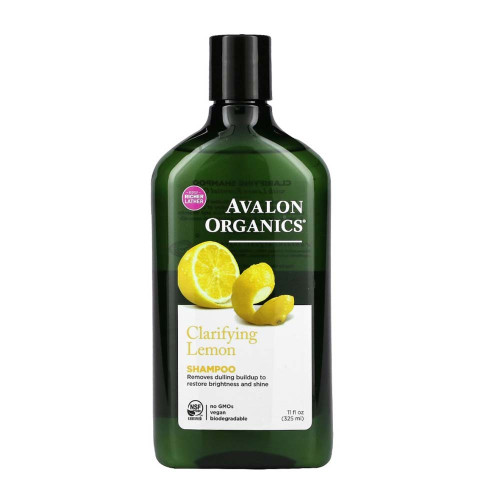 RICHER
LATHER
AVALON
ORGANICS®
Clarifying
Lemon
SHAMPOO
Removes dulling buildup to
restore brightness and shine
NSF
no GMOs
vegan
biodegradable
11 fl oz
(325 ml)